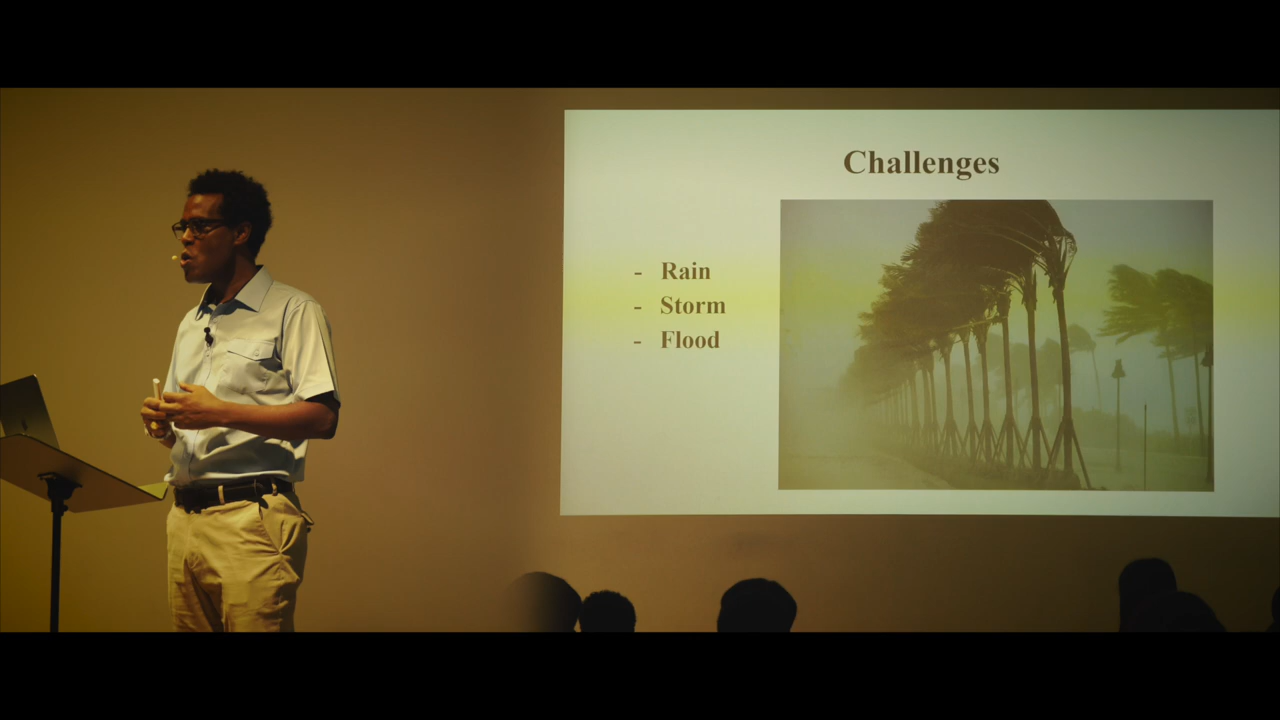 Challenges
- Rain
- Storm
- Flood